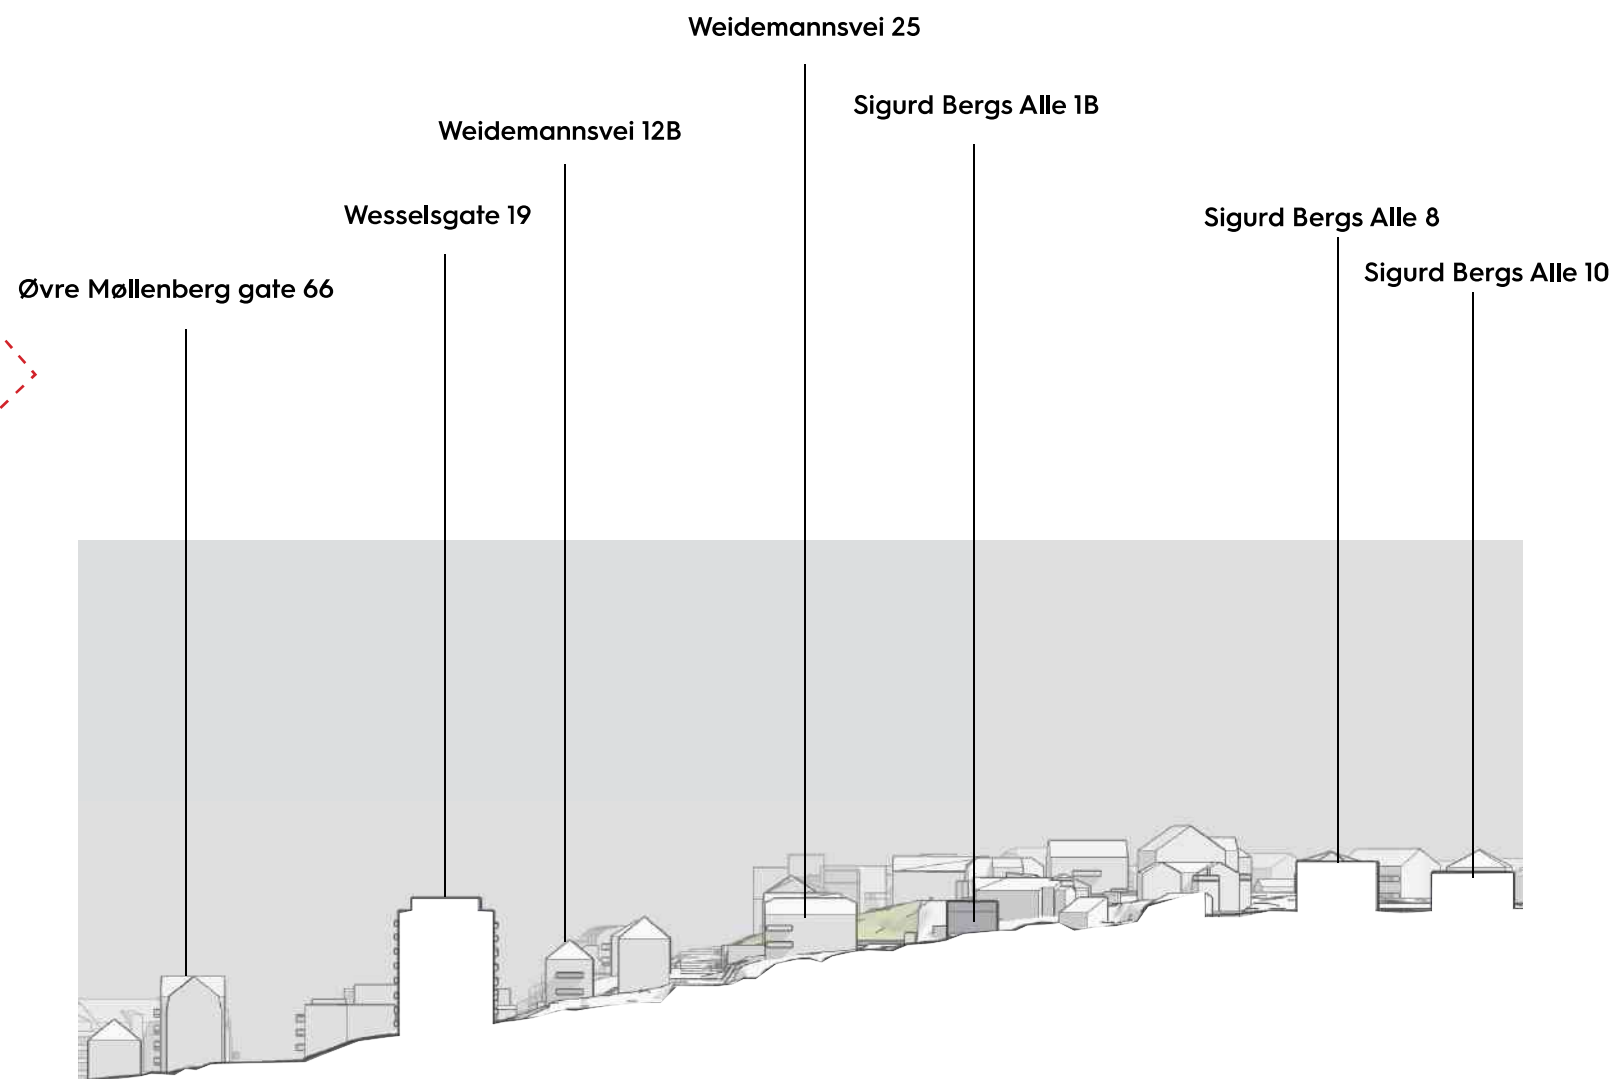 Weidemannsvei 25
Sigurd Bergs Alle 1B
Weidemannsvei 12B
Wesselsgate 19
Sigurd Bergs Alle 8
Sigurd Bergs Alle 10
Øvre Møllenberg gate 66